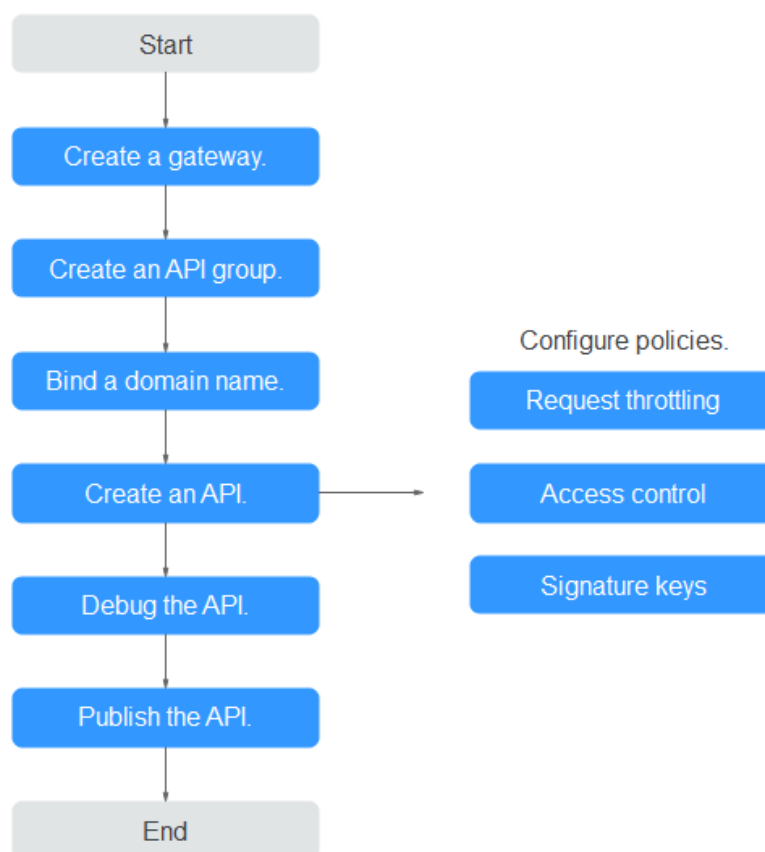 Start
Create a gateway.
Create an API group.
Bind a domain name.
Create an API.
Debug the API.
Publish the API.
End
Configure policies.
Request throttling
Access control
Signature keys